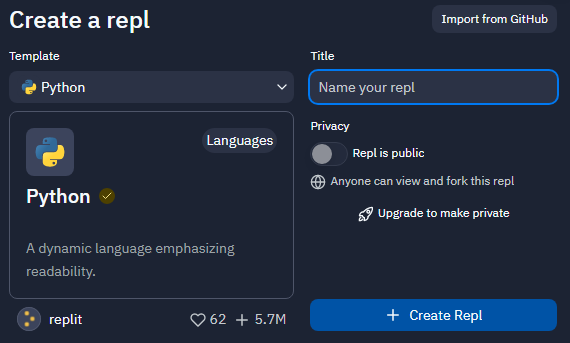 Create a repl
Import from GitHub
Template
Python
Languages
Python
A dynamic language emphasizing
readability.
replit
62
5.7M
Title
Name your repl
Privacy
Repl is public
Anyone can view and fork this repl
Upgrade to make private
+ Create Repl